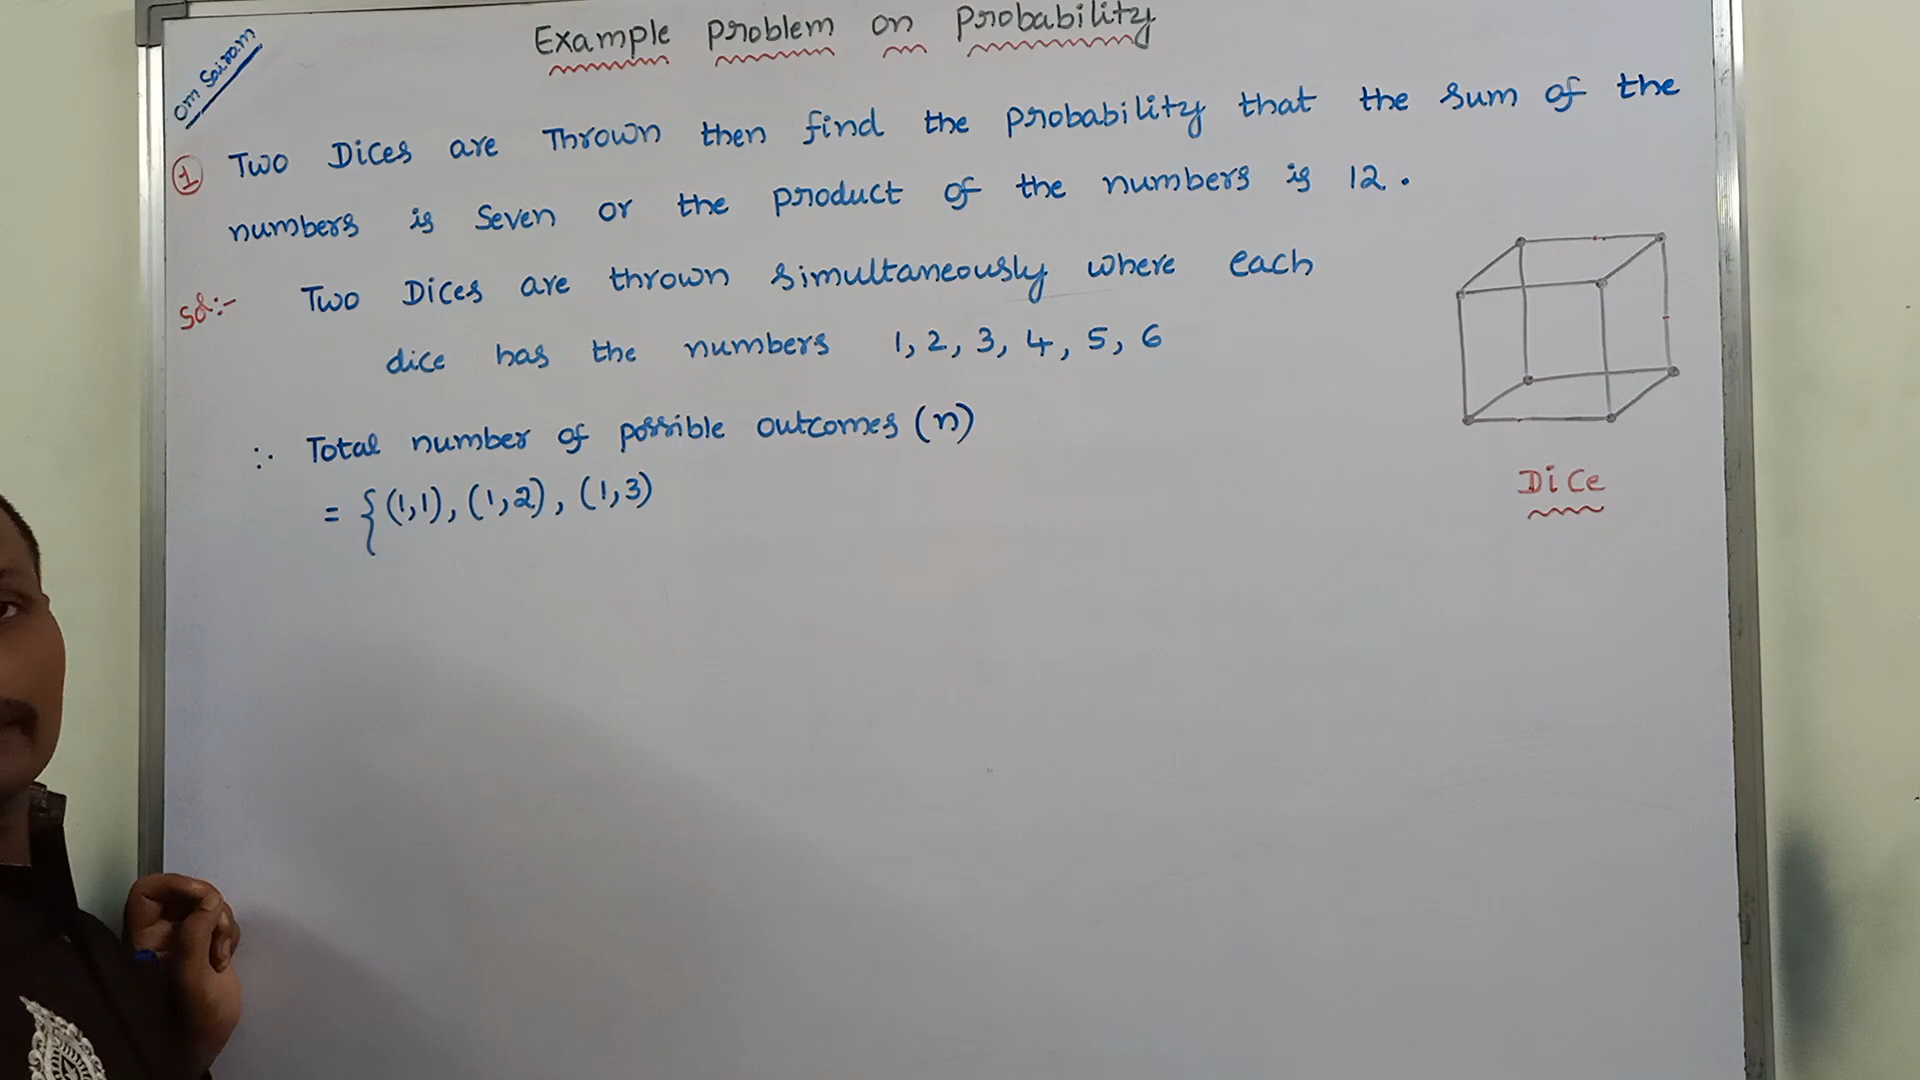 Om Sairam
Example Problem on Probability
① Two Dices are Thrown then find the probability that the sum of the
numbers is Seven or the product of the numbers is 12.
Sol:- Two Dices are thrown simultaneously where each
dice has the numbers 1, 2, 3, 4, 5, 6
∴ Total number of possible outcomes (n)
= {(1,1), (1,2), (1,3)
Dice